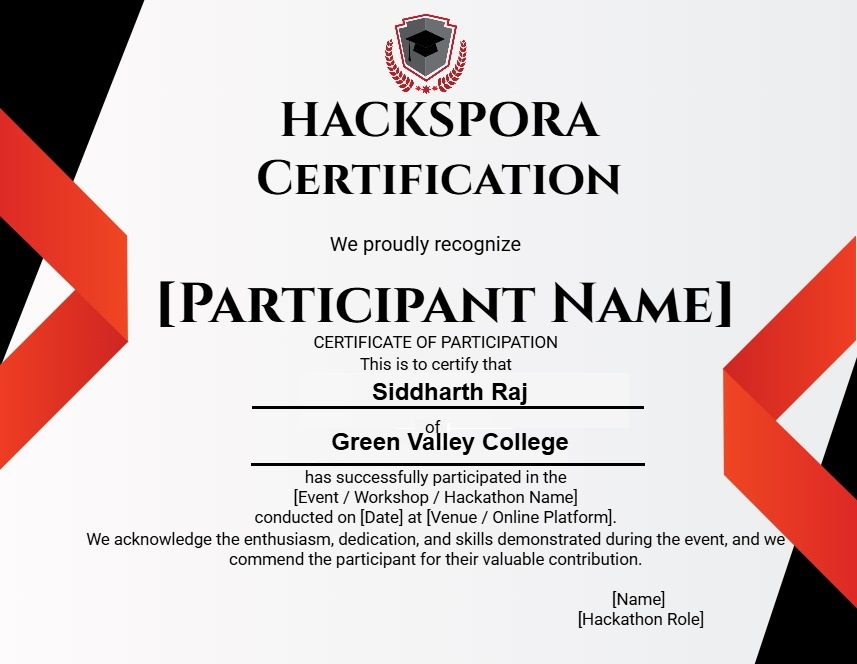 HACKSPORA
CERTIFICATION
We proudly recognize
[PARTICIPANT NAME]
CERTIFICATE OF PARTICIPATION
This is to certify that
Siddharth Raj
of
Green Valley College
has successfully participated in the
[Event / Workshop / Hackathon Name]
conducted on [Date] at [Venue / Online Platform].
We acknowledge the enthusiasm, dedication, and skills demonstrated during the event, and we
commend the participant for their valuable contribution.
[Name]
[Hackathon Role]